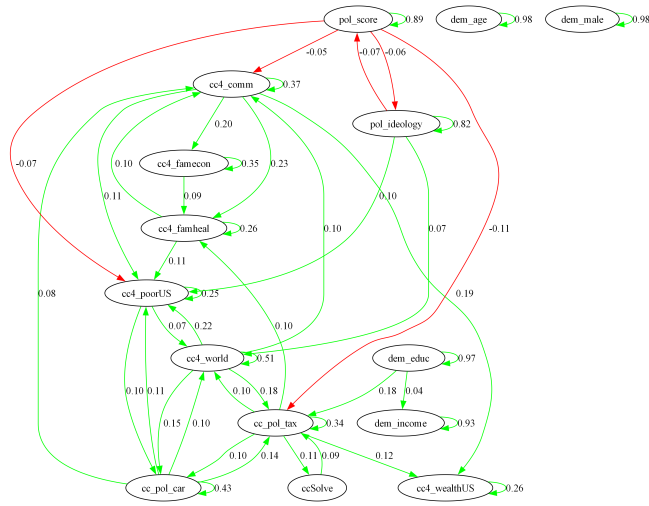 pol_score 0.89 dem_age 0.98 dem_male 0.98
-0.05 -0.07 -0.06
cc4_comm 0.37
pol_ideology 0.82
0.20
-0.07 0.10 cc4_famecon 0.35 0.23
0.11 0.09 0.10 0.07 -0.11
cc4_famheal 0.26 0.10
0.11
cc4_poorUS 0.25
0.08 0.07 0.22 0.10 0.19
cc4_world 0.51 dem_educ 0.97
0.10 0.11 0.15 0.10 0.10 0.18 0.18 0.04
cc_pol_tax 0.34 dem_income 0.93
0.10 0.14 0.11 0.09 0.12
cc_pol_car 0.43 ccSolve cc4_wealthUS 0.26